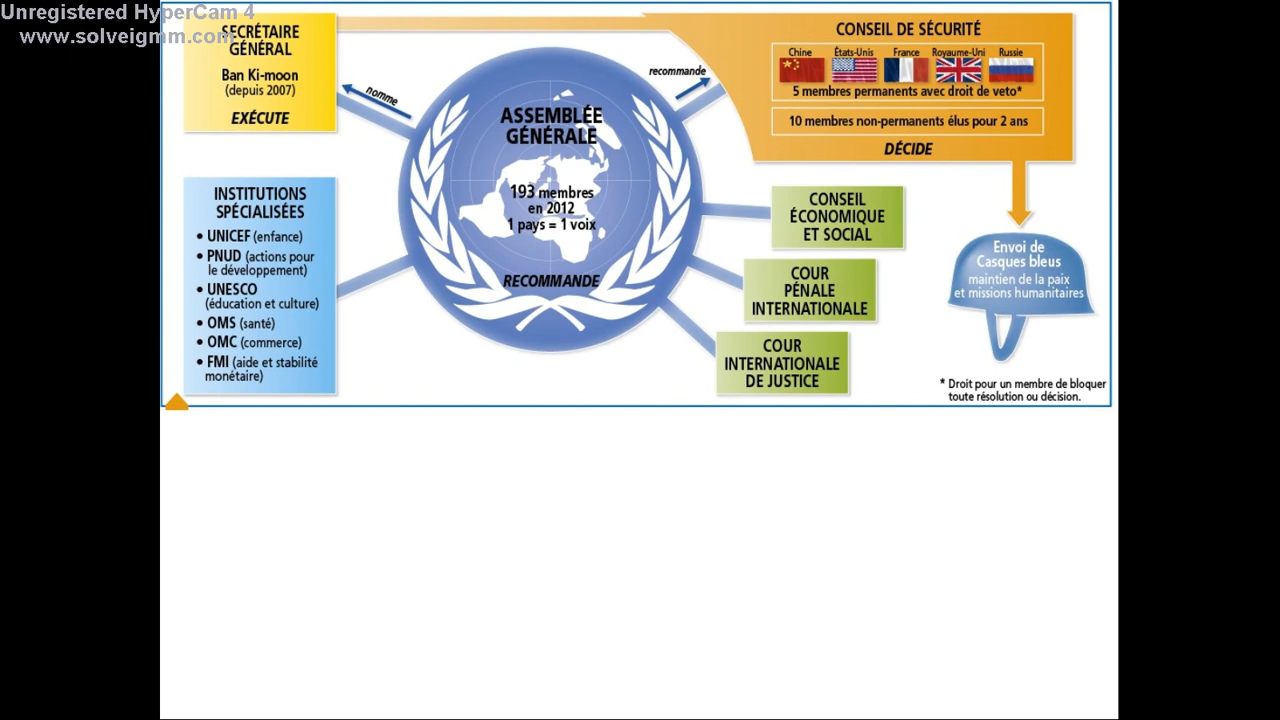 Unregistered HyperCam 4
www.solveigmm.com
SECRÉTAIRE
GÉNÉRAL
Ban Ki-moon
(depuis 2007)
EXÉCUTE
nomme
ASSEMBLÉE
GÉNÉRALE
193 membres
en 2012
1 pays = 1 voix
RECOMMANDE
recommande
CONSEIL DE SÉCURITÉ
Chine États-Unis France Royaume-Uni Russie
5 membres permanents avec droit de veto*
10 membres non-permanents élus pour 2 ans
DÉCIDE
INSTITUTIONS
SPÉCIALISÉES
• UNICEF (enfance)
• PNUD (actions pour
le développement)
• UNESCO
(éducation et culture)
• OMS (santé)
• OMC (commerce)
• FMI (aide et stabilité
monétaire)
CONSEIL
ÉCONOMIQUE
ET SOCIAL
COUR
PÉNALE
INTERNATIONALE
COUR
INTERNATIONALE
DE JUSTICE
Envoi de
Casques bleus
maintien de la paix
et missions humanitaires
* Droit pour un membre de bloquer
toute résolution ou décision.